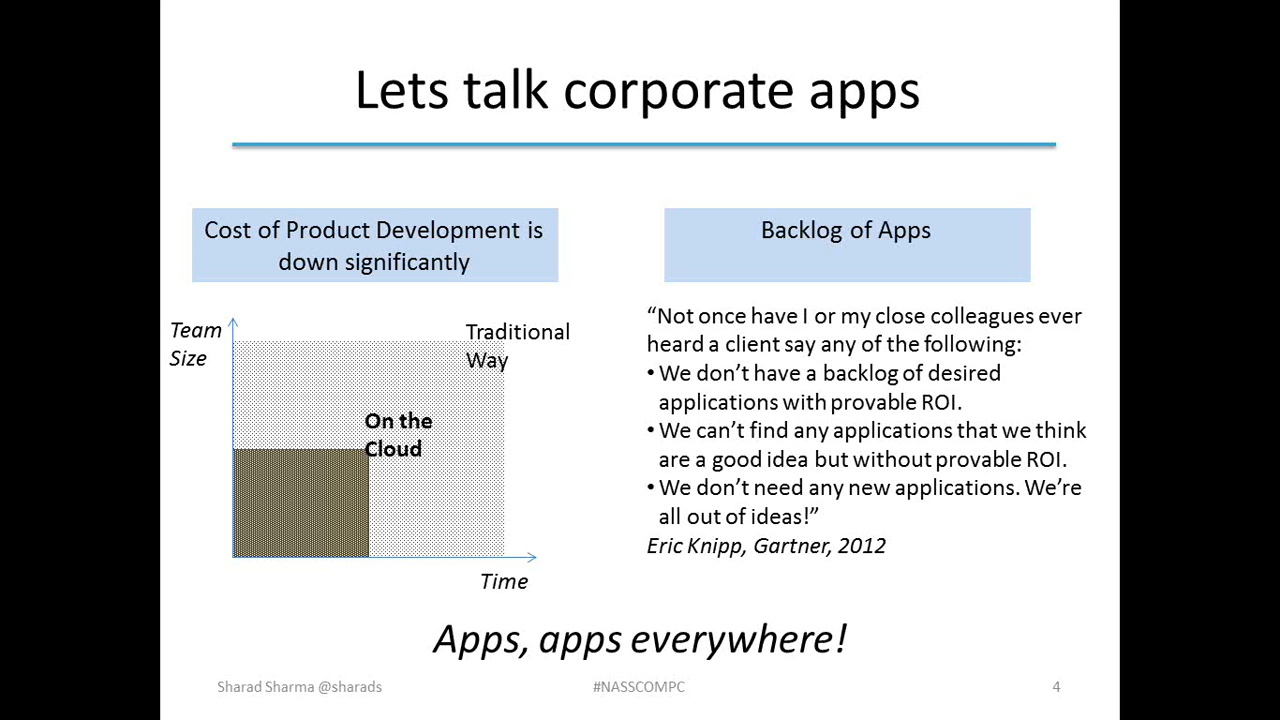 Lets talk corporate apps
Cost of Product Development is
down significantly
Team
Size
Traditional
Way
On the
Cloud
Time
Backlog of Apps
“Not once have I or my close colleagues ever
heard a client say any of the following:
• We don’t have a backlog of desired
applications with provable ROI.
• We can’t find any applications that we think
are a good idea but without provable ROI.
• We don’t need any new applications. We’re
all out of ideas!”
Eric Knipp, Gartner, 2012
Apps, apps everywhere!
Sharad Sharma @sharads
#NASSCOMPC
4